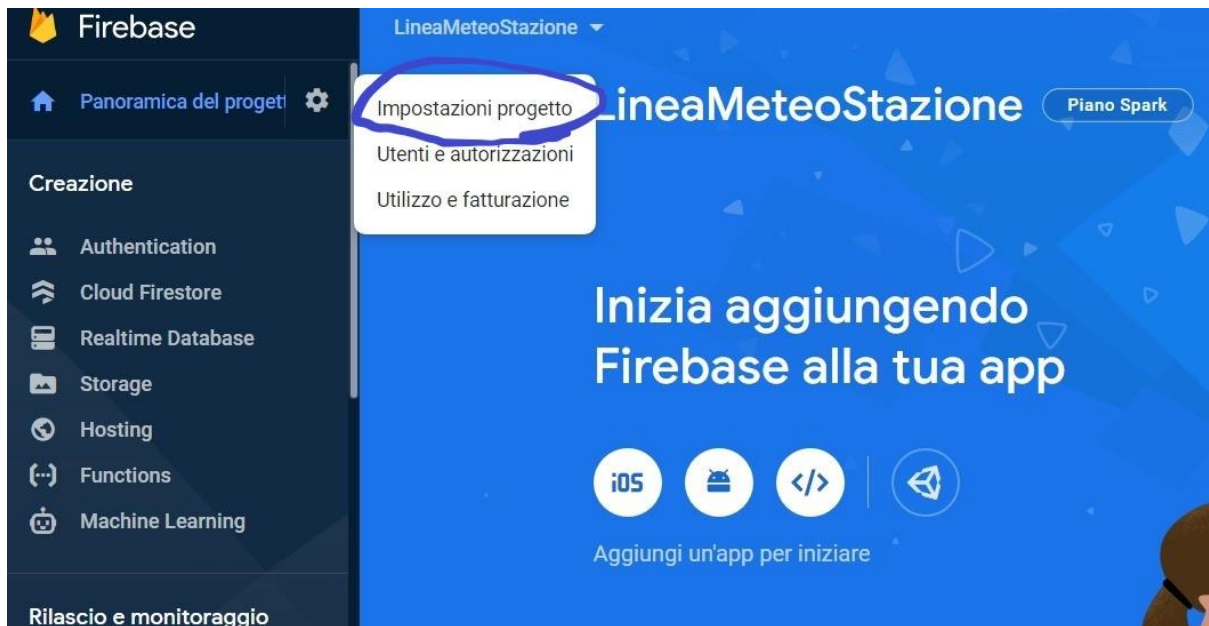 Firebase
LineaMeteoStazione
Panoramica del proget
Impostazioni progetto
Utenti e autorizzazioni
Utilizzo e fatturazione
LineaMeteoStazione
Piano Spark
Creazione
Authentication
Cloud Firestore
Realtime Database
Storage
Hosting
Functions
Machine Learning
Rilascio e monitoraggio
Inizia aggiungendo
Firebase alla tua app
iOS
</>
Aggiungi un'app per iniziare